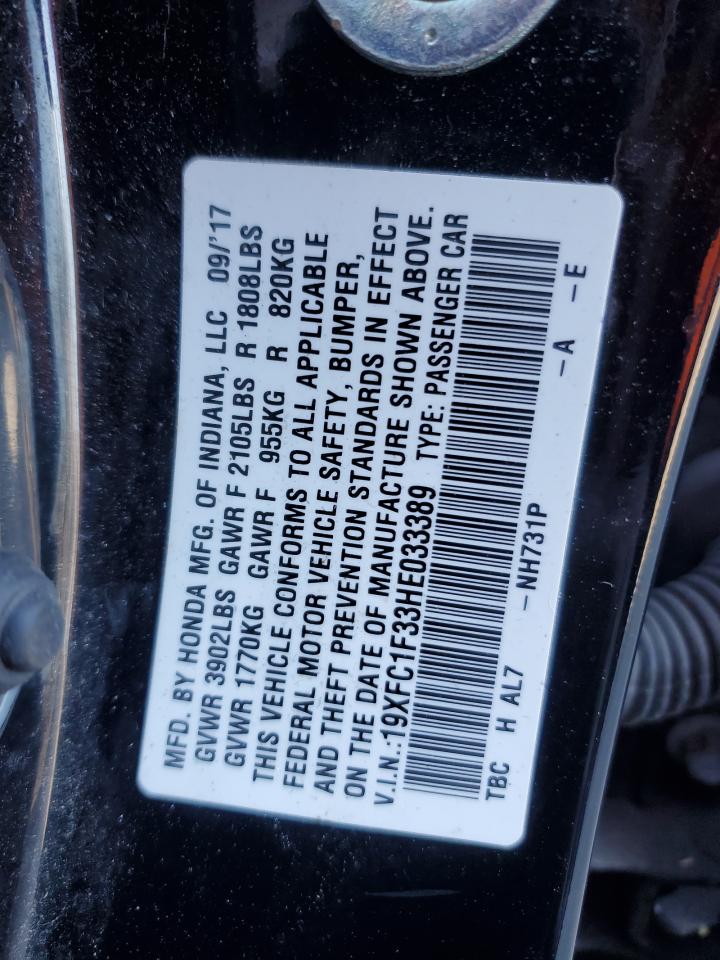 MFD. BY HONDA MFG. OF INDIANA, LLC 09/'17
GVWR 3902LBS GAWR F 2105LBS R 1808LBS
GVWR 1770KG GAWR F 955KG R 820KG
THIS VEHICLE CONFORMS TO ALL APPLICABLE
FEDERAL MOTOR VEHICLE SAFETY, BUMPER,
AND THEFT PREVENTION STANDARDS IN EFFECT
ON THE DATE OF MANUFACTURE SHOWN ABOVE.
V.I.N.:19XFC1F33HE033389 TYPE: PASSENGER CAR
TBC H AL7 -NH731P -A -E